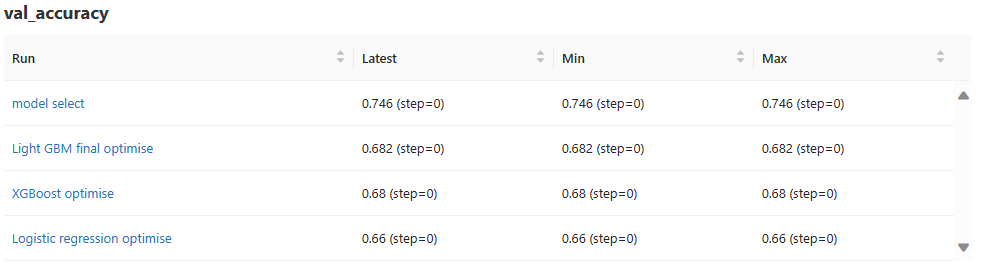 val_accuracy
Run Latest Min Max
model select 0.746 (step=0) 0.746 (step=0) 0.746 (step=0)
Light GBM final optimise 0.682 (step=0) 0.682 (step=0) 0.682 (step=0)
XGBoost optimise 0.68 (step=0) 0.68 (step=0) 0.68 (step=0)
Logistic regression optimise 0.66 (step=0) 0.66 (step=0) 0.66 (step=0)